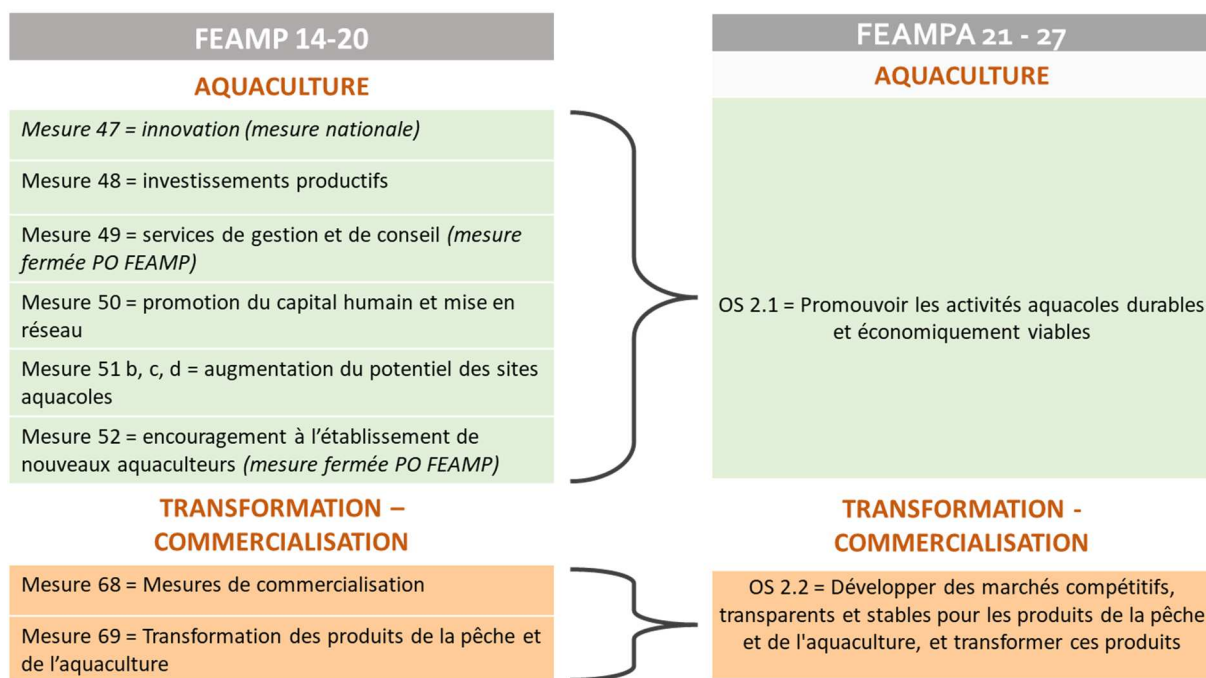 FEAMP 14-20
AQUACULTURE
Mesure 47 = innovation (mesure nationale)
Mesure 48 = investissements productifs
Mesure 49 = services de gestion et de conseil (mesure
fermée PO FEAMP)
Mesure 50 = promotion du capital humain et mise en
réseau
Mesure 51 b, c, d = augmentation du potentiel des sites
aquacoles
Mesure 52 = encouragement à l’établissement de
nouveaux aquaculteurs (mesure fermée PO FEAMP)
TRANSFORMATION –
COMMERCIALISATION
Mesure 68 = Mesures de commercialisation
Mesure 69 = Transformation des produits de la pêche et
de l’aquaculture
FEAMPA 21 - 27
AQUACULTURE
OS 2.1 = Promouvoir les activités aquacoles durables
et économiquement viables
TRANSFORMATION -
COMMERCIALISATION
OS 2.2 = Développer des marchés compétitifs,
transparents et stables pour les produits de la pêche
et de l'aquaculture, et transformer ces produits